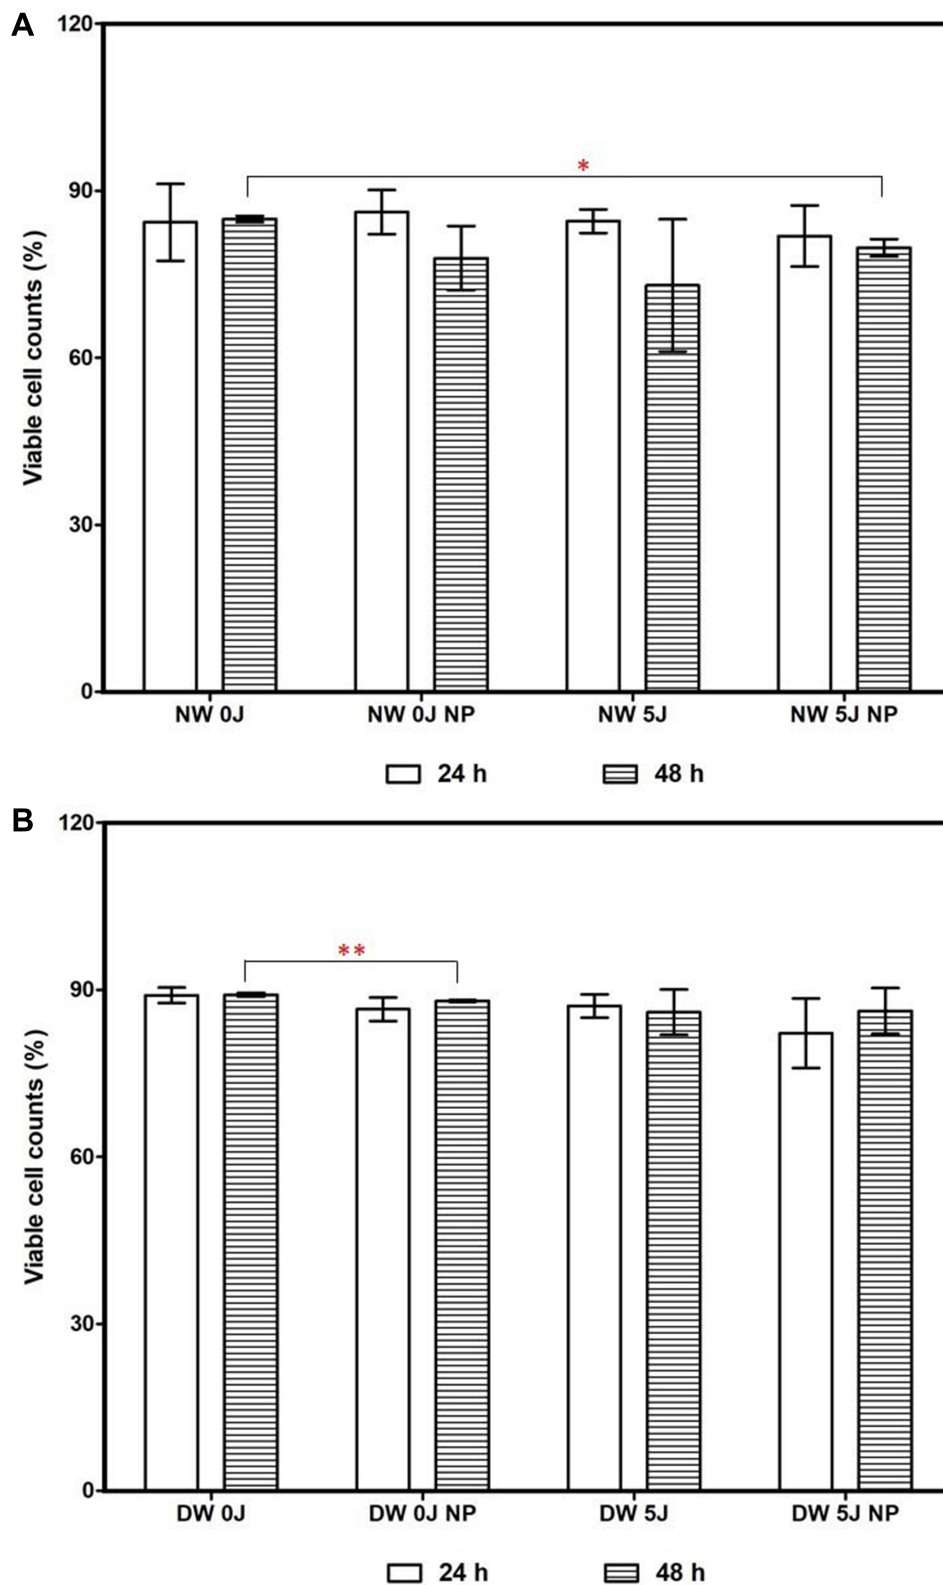 A
120
90
60
30
0
Viable cell counts (%)
*
NW 0J NW 0J NP NW 5J NW 5J NP
24 h 48 h
B
120
90
60
30
0
Viable cell counts (%)
**
DW 0J DW 0J NP DW 5J DW 5J NP
24 h 48 h